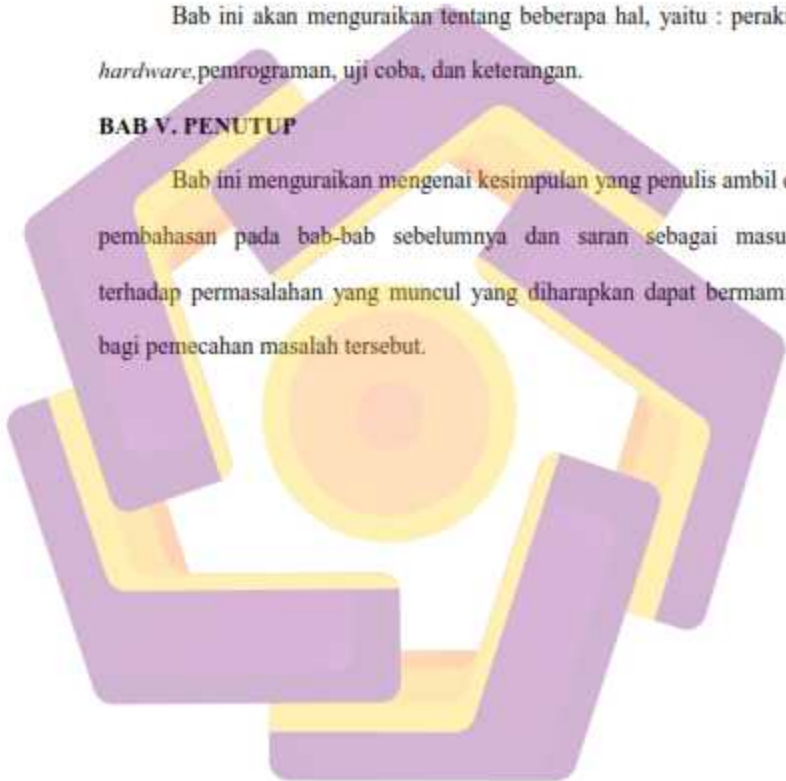 Bab ini akan menguraikan tentang beberapa hal, yaitu : peraki
hardware,pemrograman, uji coba, dan keterangan.
BAB V. PENUTUP
Bab ini menguraikan mengenai kesimpulan yang penulis ambil
pembahasan pada bab-bab sebelumnya dan saran sebagai masu
terhadap permasalahan yang muncul yang diharapkan dapat bermam
bagi pemecahan masalah tersebut.